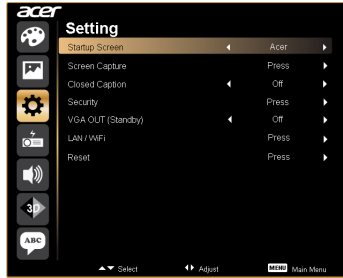 acer
Setting
Startup Screen Acer
Screen Capture Press
Closed Caption Off
Security Press
VGA OUT (Standby) Off
LAN / WiFi Press
Reset Press
3D
ABC
Select Adjust MENU Main Menu